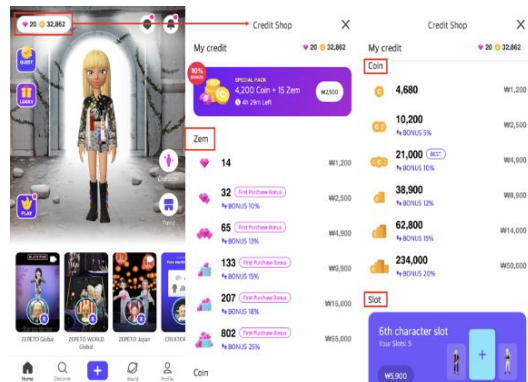 20 32,862
QUEST
LUCKY
Character
Trend
PLAY
BLACKPINK
ZEPETO Global
ZEPETO WORLD
Global
ZEPETO Japan
CREATOR
Home
Discover
World
Profile
Credit Shop
My credit
20 32,862
10%
BONUS
SPECIAL PACK
4,200 Coin + 15 Zem
4h 29m Left
₩2,500
Zem
14
₩1,200
32 First Purchase Bonus
BONUS 10%
₩2,500
65 First Purchase Bonus
BONUS 13%
₩4,900
133 First Purchase Bonus
BONUS 15%
₩9,900
207 First Purchase Bonus
BONUS 18%
₩15,000
802 First Purchase Bonus
BONUS 25%
₩55,000
Coin
Credit Shop
My credit
20 32,862
Coin
4,680
₩1,200
10,200
BONUS 5%
₩2,500
21,000 BEST
BONUS 10%
₩4,900
38,900
BONUS 12%
₩8,900
62,800
BONUS 15%
₩14,000
234,000
BONUS 20%
₩50,000
Slot
6th character slot
Your Slots: 5
₩5,900